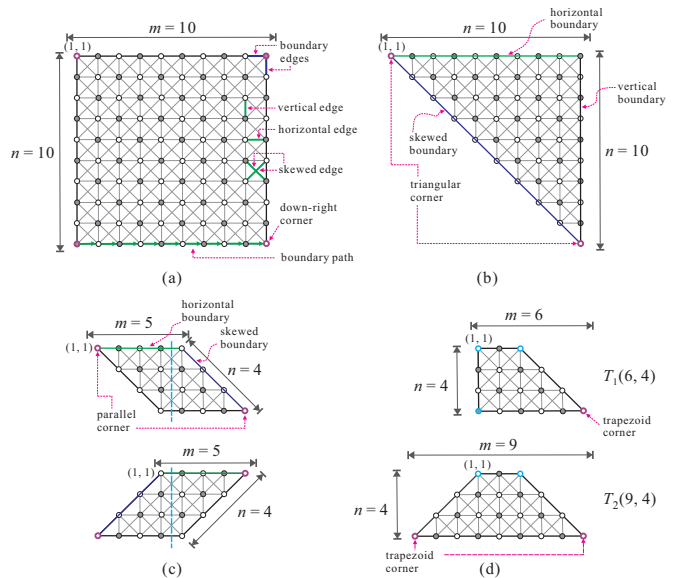 m = 10
(1, 1)
boundary
edges
vertical edge
horizontal edge
skewed edge
n = 10
down-right
corner
boundary path
(a)
horizontal
boundary
m = 10
(1, 1)
vertical
boundary
skewed
boundary
n = 10
triangular
corner
(b)
horizontal
boundary
m = 5
skewed
boundary
(1, 1)
n = 4
parallel
corner
m = 5
(1, 1)
n = 4
(c)
m = 6
(1, 1)
n = 4
T1(6, 4)
trapezoid
corner
m = 9
(1, 1)
n = 4
T2(9, 4)
trapezoid
corner
(d)